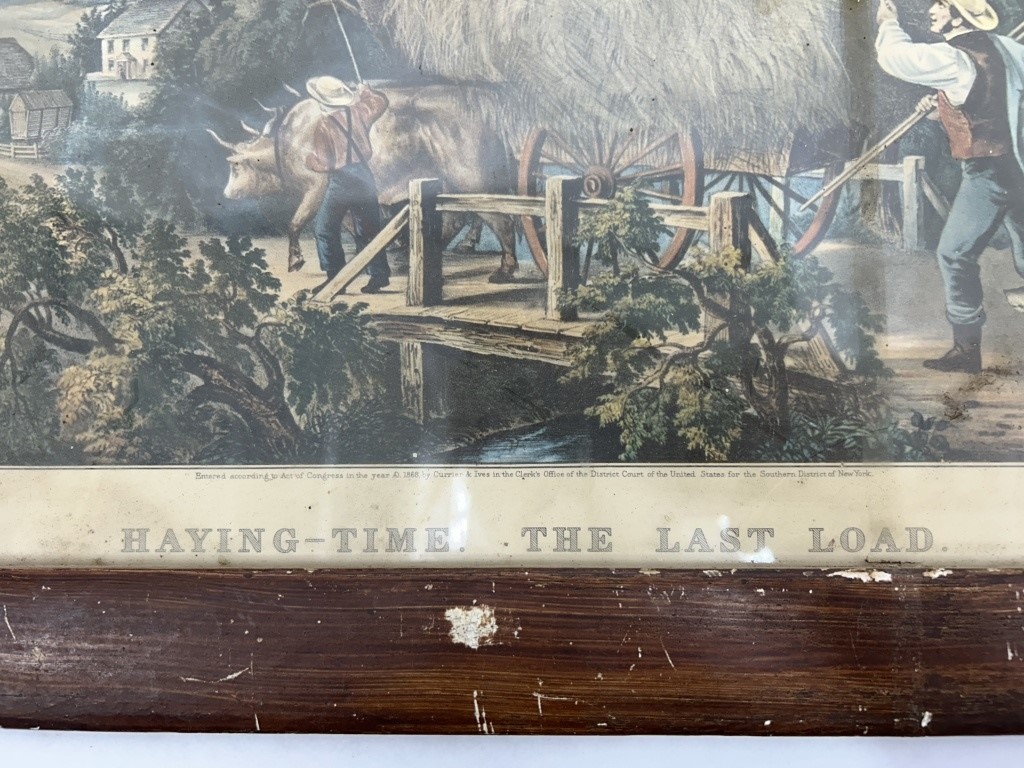 Entered according to Act of Congress in the year AD. 1868, by Currier & Ives in the Clerk's Office of the District Court of the United States for the Southern District of New York.
HAYING-TIME. THE LAST LOAD.